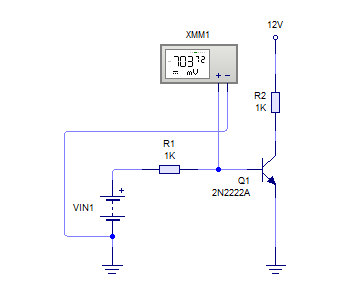 XMM1
12V
-703.72
mV
+ −
R2
1K
R1
1K
Q1
2N2222A
VIN1
+